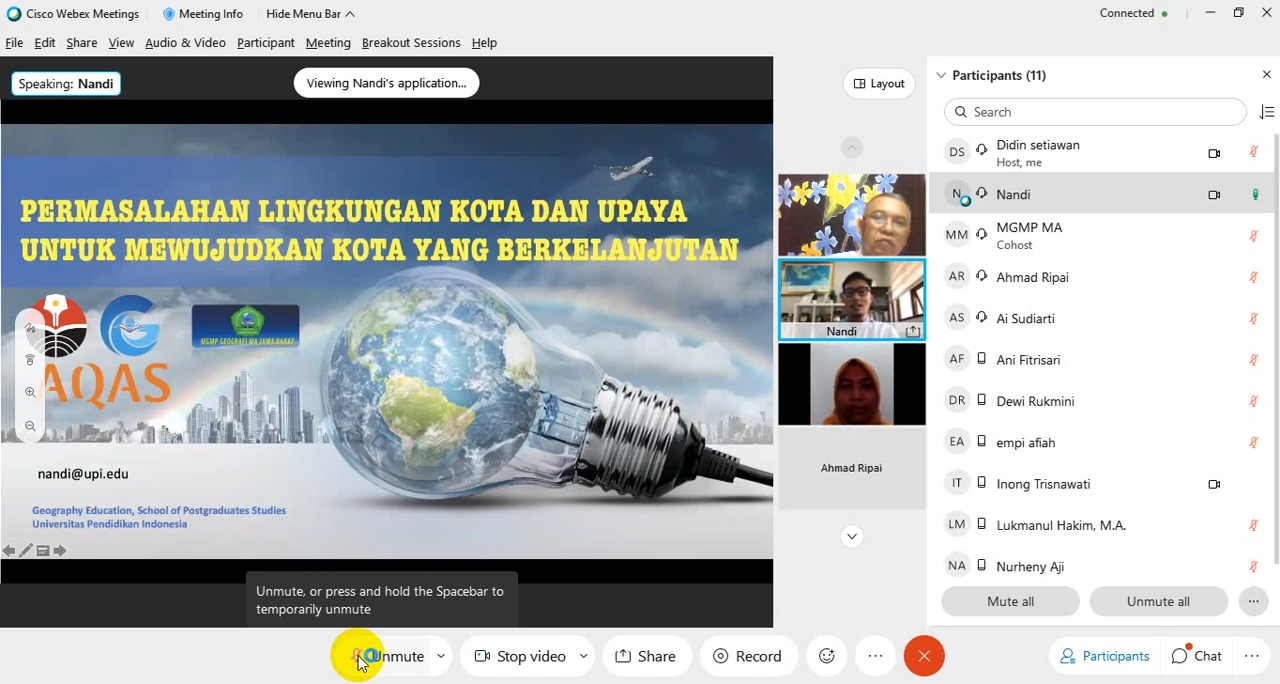 Cisco Webex Meetings
Meeting Info
Hide Menu Bar
Connected
File Edit Share View Audio & Video Participant Meeting Breakout Sessions Help
Speaking: Nandi
Viewing Nandi's application...
Layout
PERMASALAHAN LINGKUNGAN KOTA DAN UPAYA
UNTUK MEWUJUDKAN KOTA YANG BERKELANJUTAN
MGMP GEOGRAFI MA JAWA-BARAT
AQAS
nandi@upi.edu
Geography Education, School of Postgraduates Studies
Universitas Pendidikan Indonesia
Unmute, or press and hold the Spacebar to
temporarily unmute
Nandi
Ahmad Ripai
Participants (11)
Search
DS Didin setiawan
Host, me
N Nandi
MM MGMP MA
Cohost
AR Ahmad Ripai
AS Ai Sudiarti
AF Ani Fitrisari
DR Dewi Rukmini
EA empi afiah
IT Inong Trisnawati
LM Lukmanul Hakim, M.A.
NA Nurheny Aji
Mute all
Unmute all
...
Unmute
Stop video
Share
Record
...
Participants
Chat
...